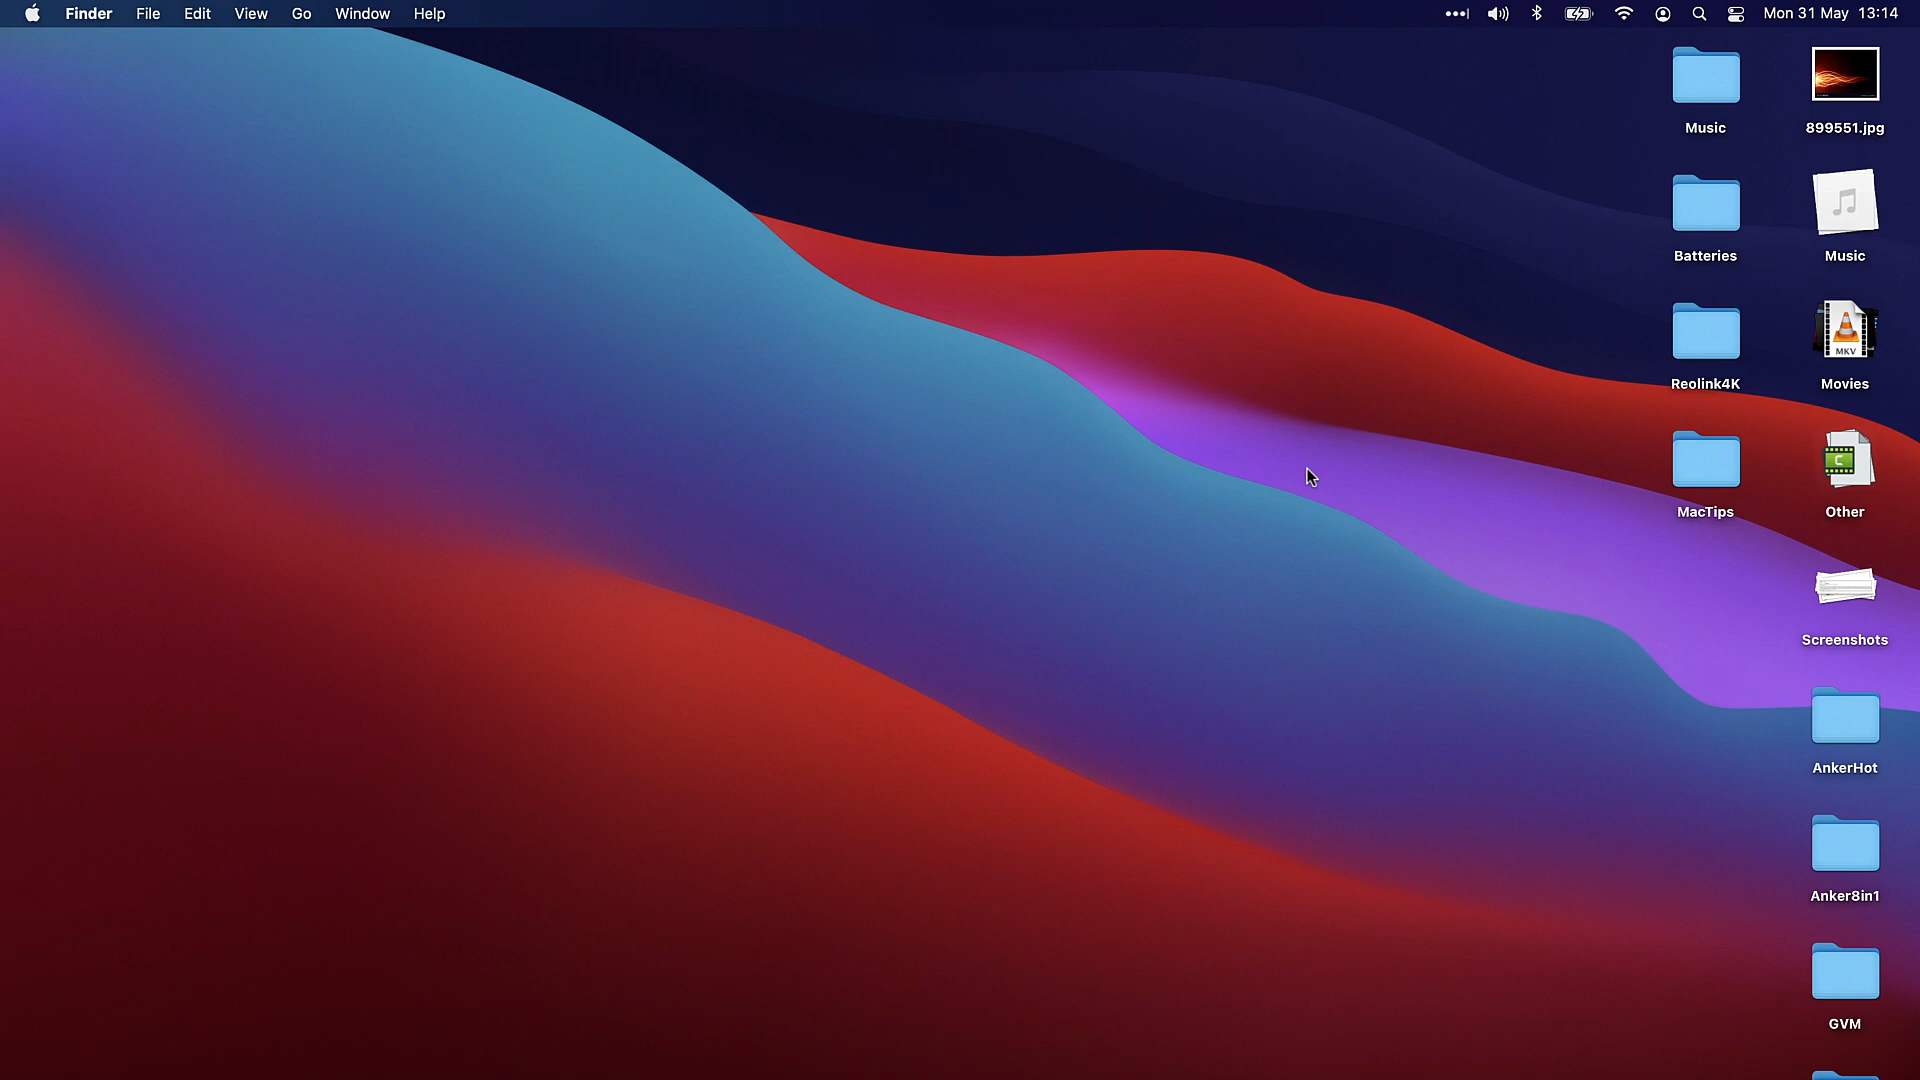 Finder File Edit View Go Window Help Mon 31 May 13:14
Music 899551.jpg
Batteries Music
MKV
Reolink4K Movies
C
MacTips Other
Screenshots
AnkerHot
Anker8in1
GVM